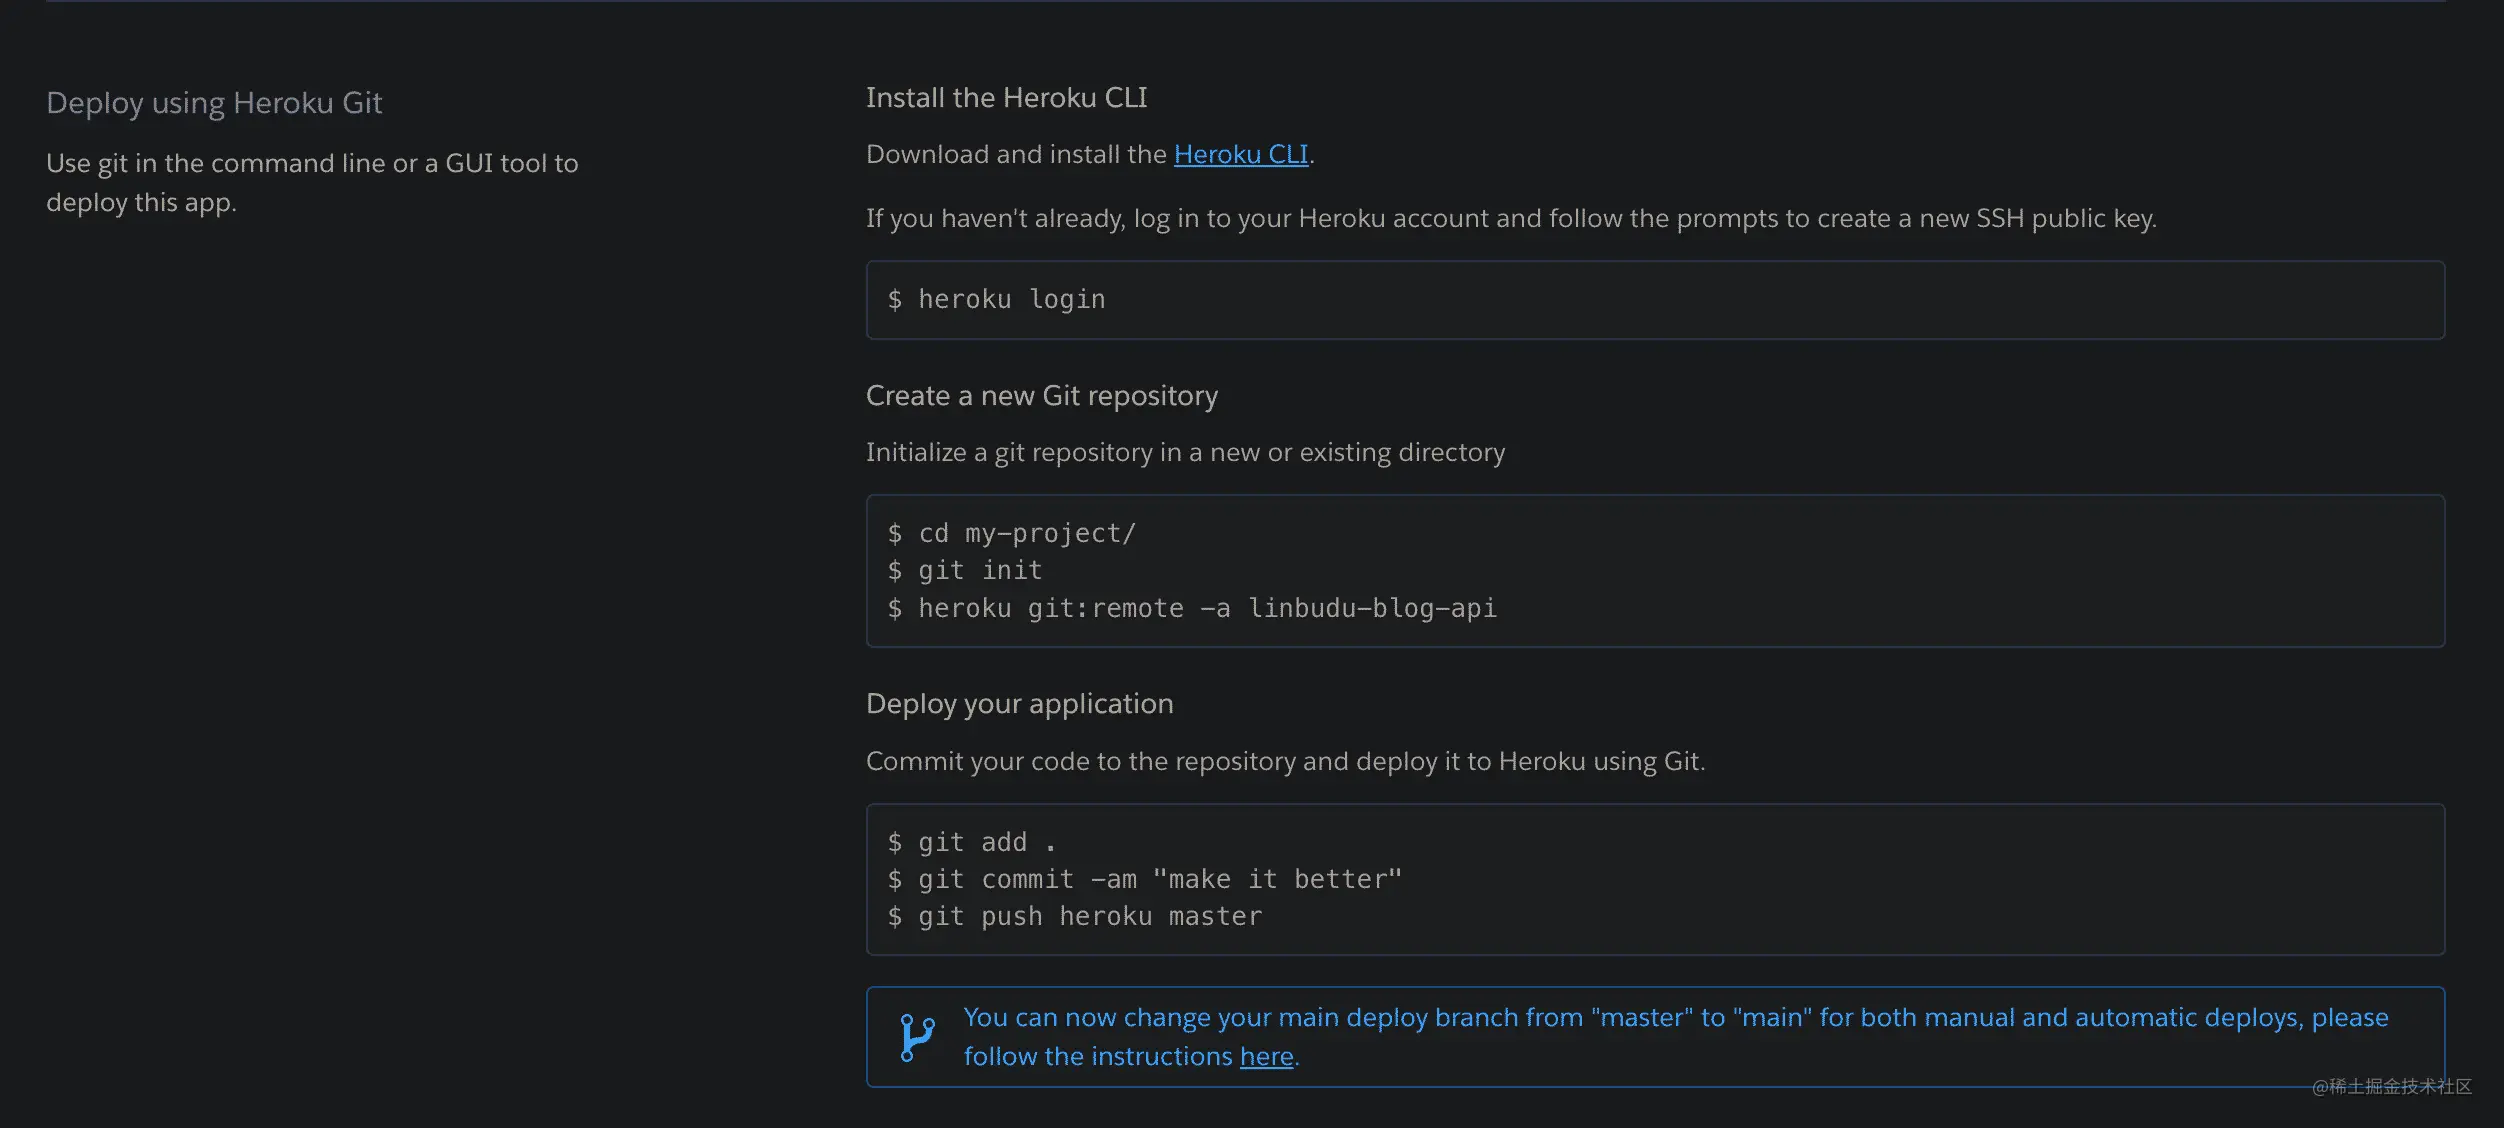 Deploy using Heroku Git
Use git in the command line or a GUI tool to
deploy this app.
Install the Heroku CLI
Download and install the Heroku CLI.
If you haven't already, log in to your Heroku account and follow the prompts to create a new SSH public key.
$ heroku login
Create a new Git repository
Initialize a git repository in a new or existing directory
$ cd my-project/
$ git init
$ heroku git:remote -a linbudu-blog-api
Deploy your application
Commit your code to the repository and deploy it to Heroku using Git.
$ git add .
$ git commit -am "make it better"
$ git push heroku master
You can now change your main deploy branch from "master" to "main" for both manual and automatic deploys, please
follow the instructions here.
@稀土掘金技术社区